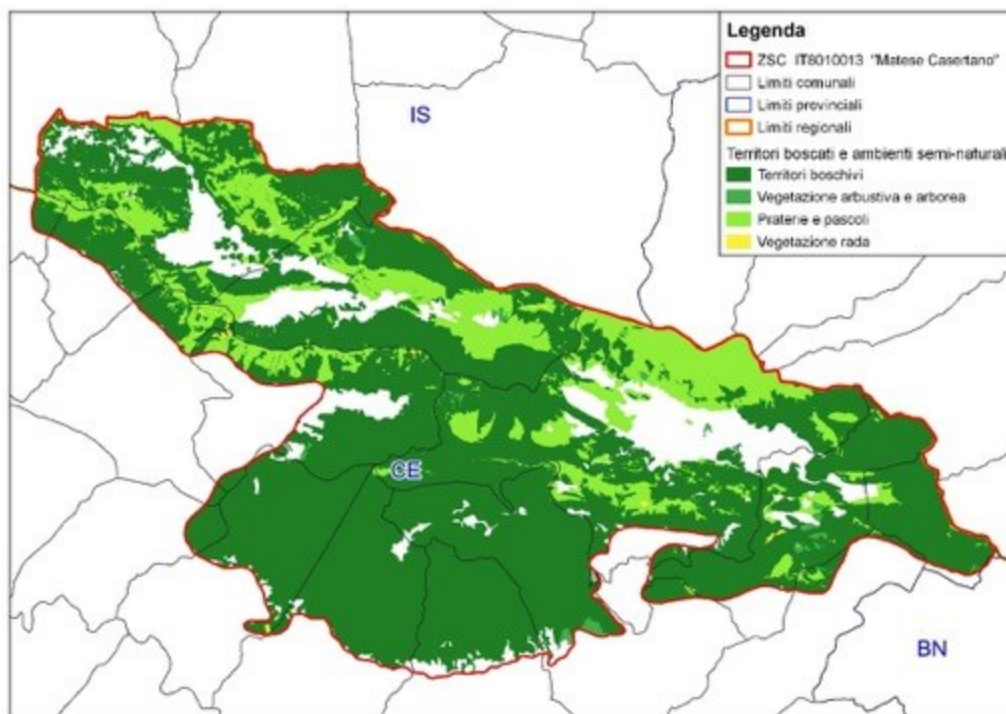 Legenda
ZSC IT8010013 "Matese Casertano"
Limiti comunali
Limiti provinciali
Limiti regionali
Territori boscati e ambienti semi-naturali
Territori boschivi
Vegetazione arbustiva e arborea
Praterie e pascoli
Vegetazione rada
IS
CE
BN